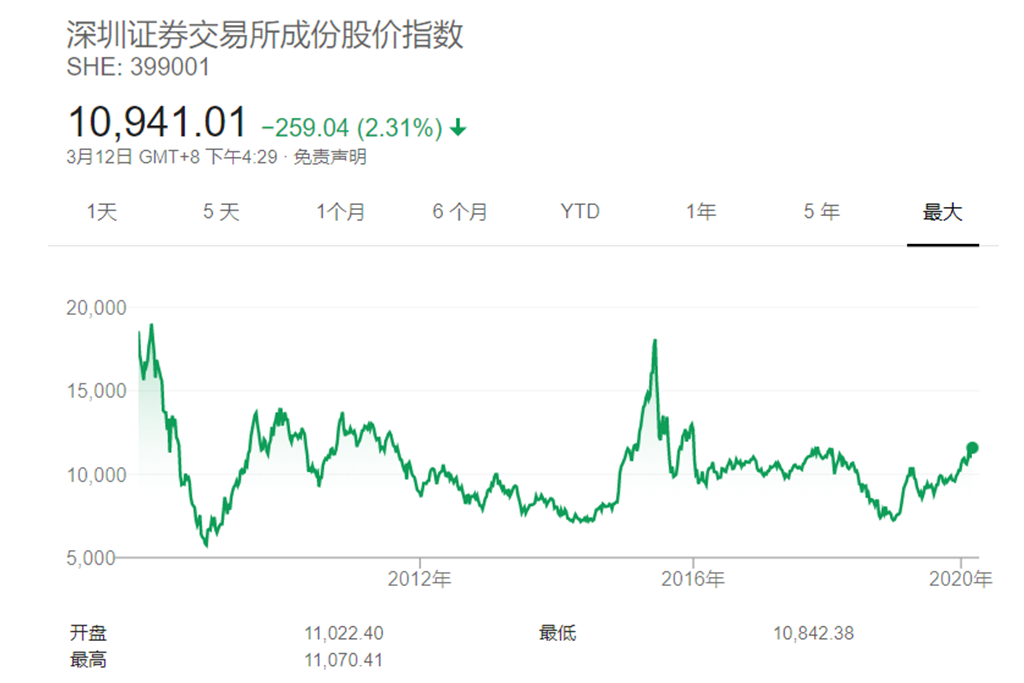 深圳证券交易所成份股价指数
SHE: 399001
10,941.01 −259.04 (2.31%)
3月12日 GMT+8 下午4:29 · 免责声明
1天 5 天 1个月 6 个月 YTD 1年 5 年 最大
20,000
15,000
10,000
5,000
2012年 2016年 2020年
开盘 11,022.40 最低 10,842.38
最高 11,070.41